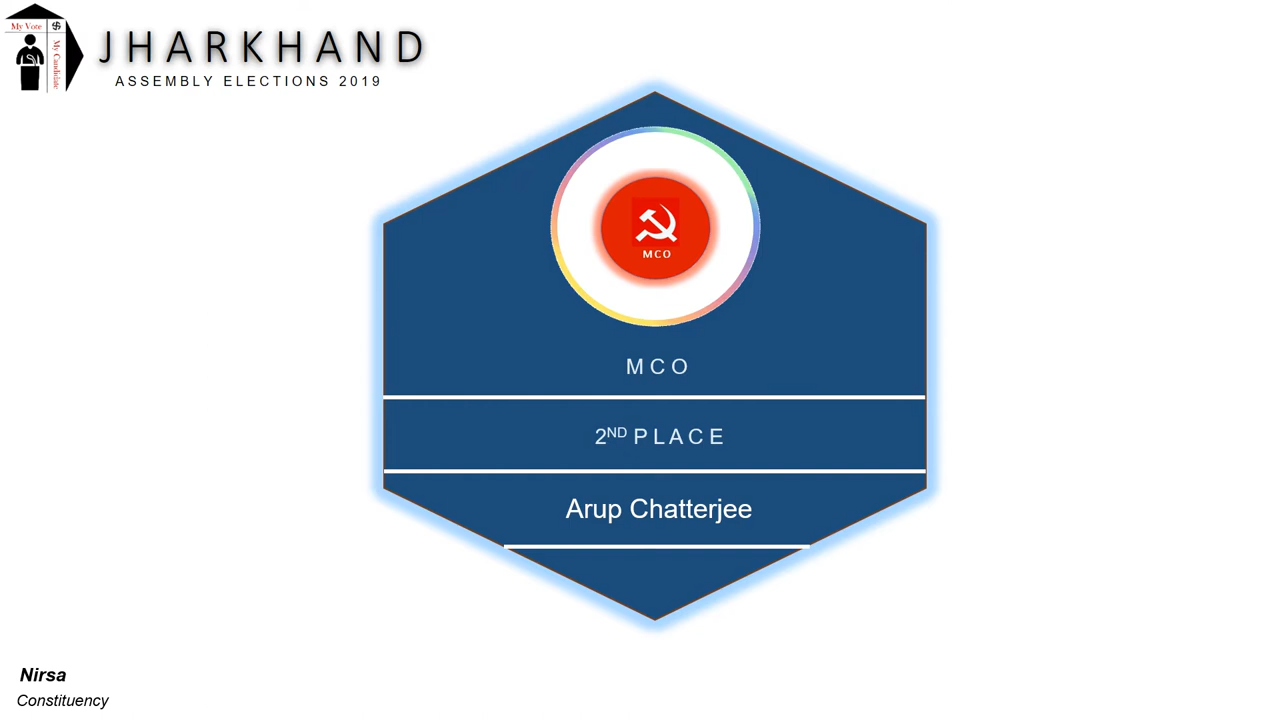 My Vote
My Candidate
JHARKHAND
ASSEMBLY ELECTIONS 2019
MCO
MCO
2ND PLACE
Arup Chatterjee
Nirsa
Constituency